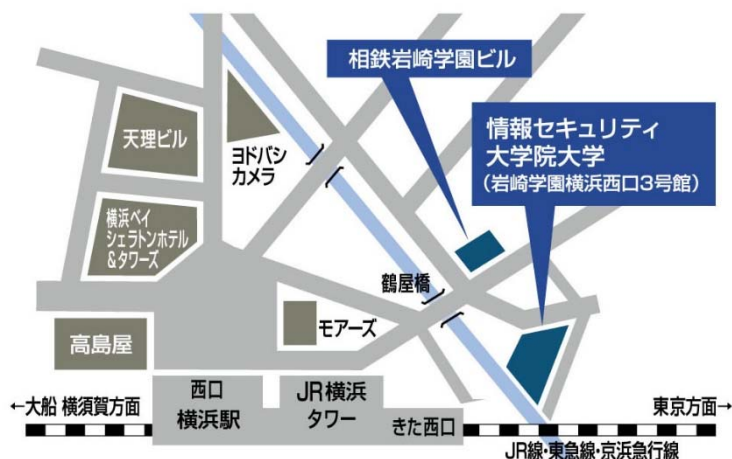 相鉄岩崎学園ビル
情報セキュリティ
大学院大学
(岩崎学園横浜西口3号館)
天理ビル
ヨドバシ
カメラ
横浜ベイ
シェラトンホテル
&タワーズ
鶴屋橋
モアーズ
高島屋
西口
横浜駅
JR横浜
タワー
きた西口
←大船 横須賀方面
東京方面→
JR線・東急線・京浜急行線